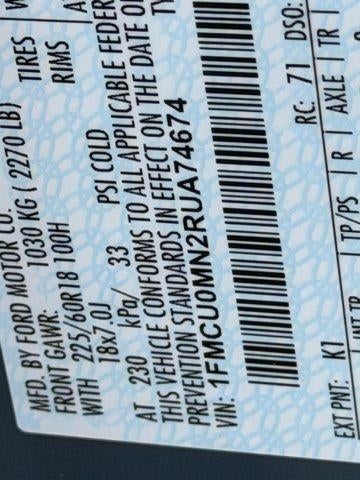 MFD. BY FORD MOTOR CO.
FRONT GAWR: 1030 KG ( 2270 LB)
WITH 225/60R18 100H TIRES
18x7.0J RIMS
AT 230 kPa/ 33 PSI COLD
THIS VEHICLE CONFORMS TO ALL APPLICABLE FEDER
PREVENTION STANDARDS IN EFFECT ON THE DATE O
VIN: 1FMCU0MN2RUA74674
RC: 71 DSO:
EXT PNT: K1
TP/PS R AXLE TR